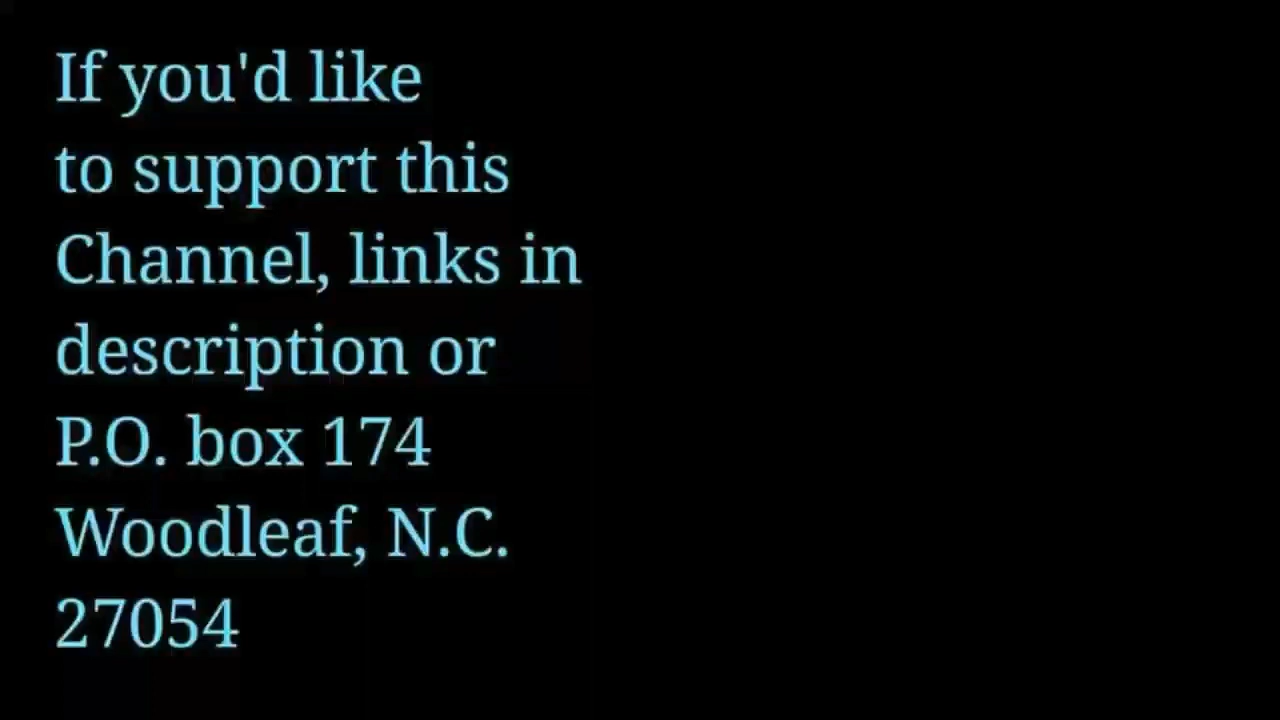 If you'd like
to support this
Channel, links in
description or
P.O. box 174
Woodleaf, N.C.
27054